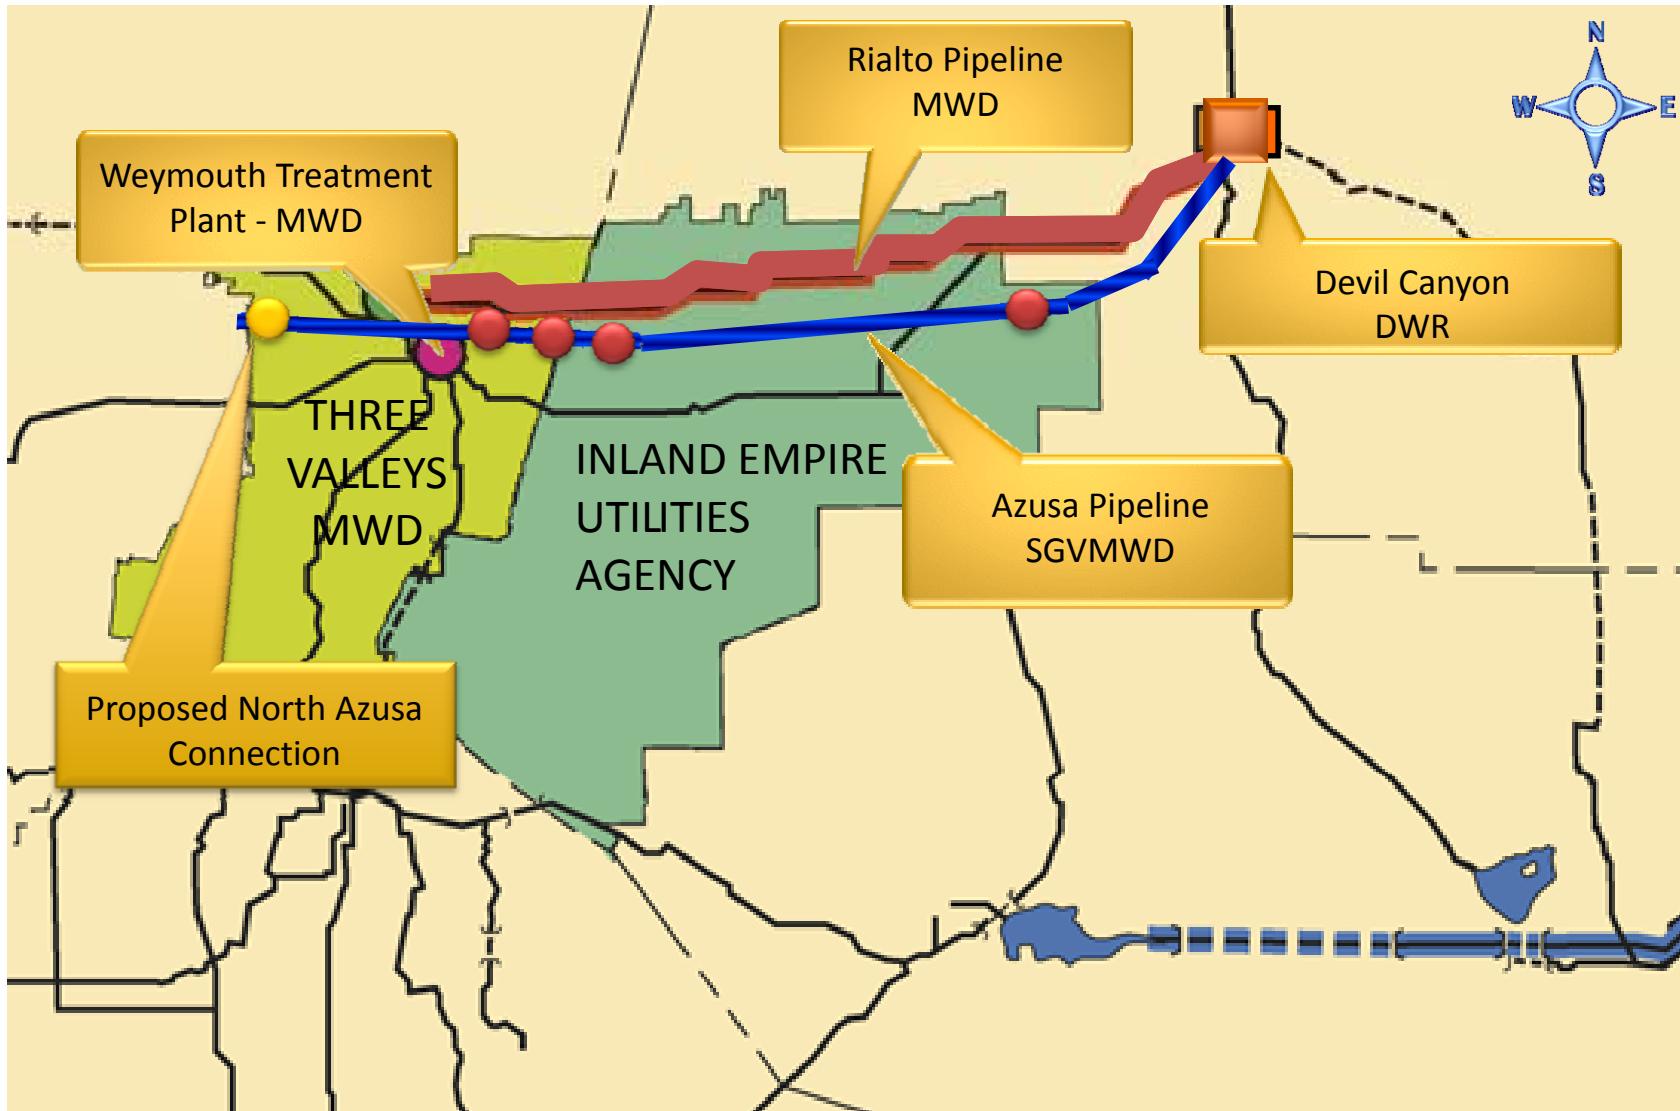 Rialto Pipeline
MWD
N
W
E
S
Weymouth Treatment
Plant - MWD
Devil Canyon
DWR
THREE
VALLEYS
MWD
INLAND EMPIRE
UTILITIES
AGENCY
Azusa Pipeline
SGVMWD
Proposed North Azusa
Connection